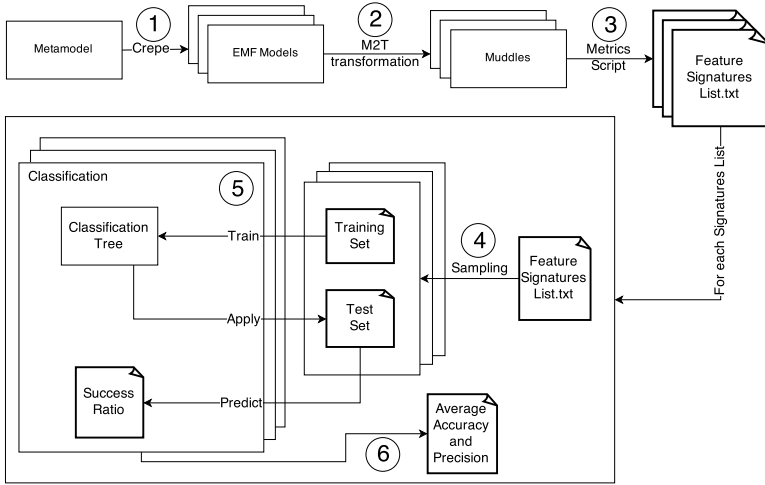 1
2
3
Metamodel
Crepe
EMF Models
M2T
transformation
Muddles
Metrics
Script
Feature
Signatures
List.txt
For each Signatures List
Classification
5
Classification
Tree
Train
Training
Set
4
Sampling
Feature
Signatures
List.txt
Apply
Test
Set
Success
Ratio
Predict
6
Average
Accuracy
and
Precision